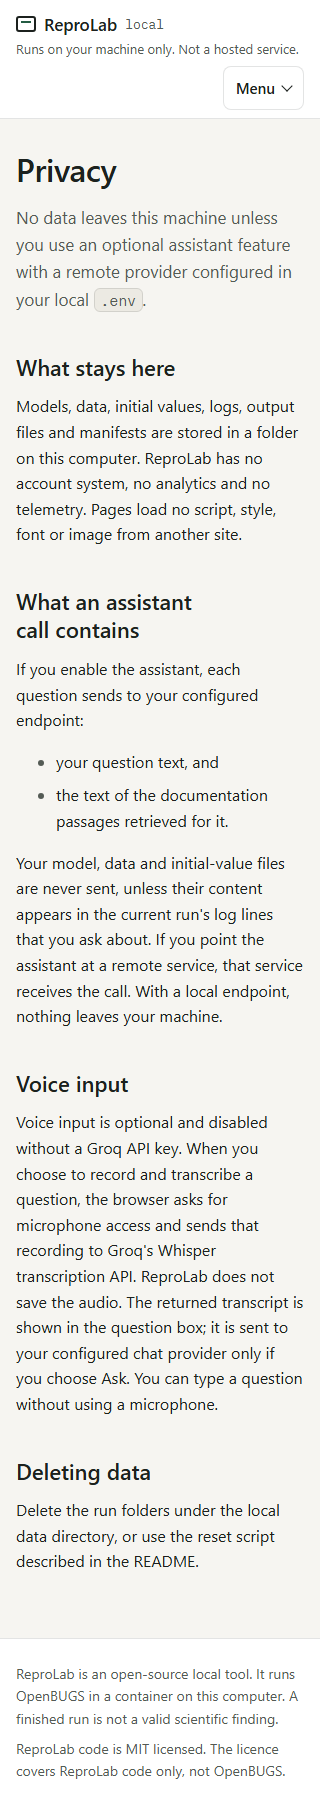 ReproLab local
Runs on your machine only. Not a hosted service.
Menu
Privacy
No data leaves this machine unless
you use an optional assistant feature
with a remote provider configured in
your local .env.
What stays here
Models, data, initial values, logs, output
files and manifests are stored in a folder
on this computer. ReproLab has no
account system, no analytics and no
telemetry. Pages load no script, style,
font or image from another site.
What an assistant
call contains
If you enable the assistant, each
question sends to your configured
endpoint:
• your question text, and
• the text of the documentation
passages retrieved for it.
Your model, data and initial-value files
are never sent, unless their content
appears in the current run's log lines
that you ask about. If you point the
assistant at a remote service, that service
receives the call. With a local endpoint,
nothing leaves your machine.
Voice input
Voice input is optional and disabled
without a Groq API key. When you
choose to record and transcribe a
question, the browser asks for
microphone access and sends that
recording to Groq's Whisper
transcription API. ReproLab does not
save the audio. The returned transcript is
shown in the question box; it is sent to
your configured chat provider only if
you choose Ask. You can type a question
without using a microphone.
Deleting data
Delete the run folders under the local
data directory, or use the reset script
described in the README.
ReproLab is an open-source local tool. It runs
OpenBUGS in a container on this computer. A
finished run is not a valid scientific finding.
ReproLab code is MIT licensed. The licence
covers ReproLab code only, not OpenBUGS.